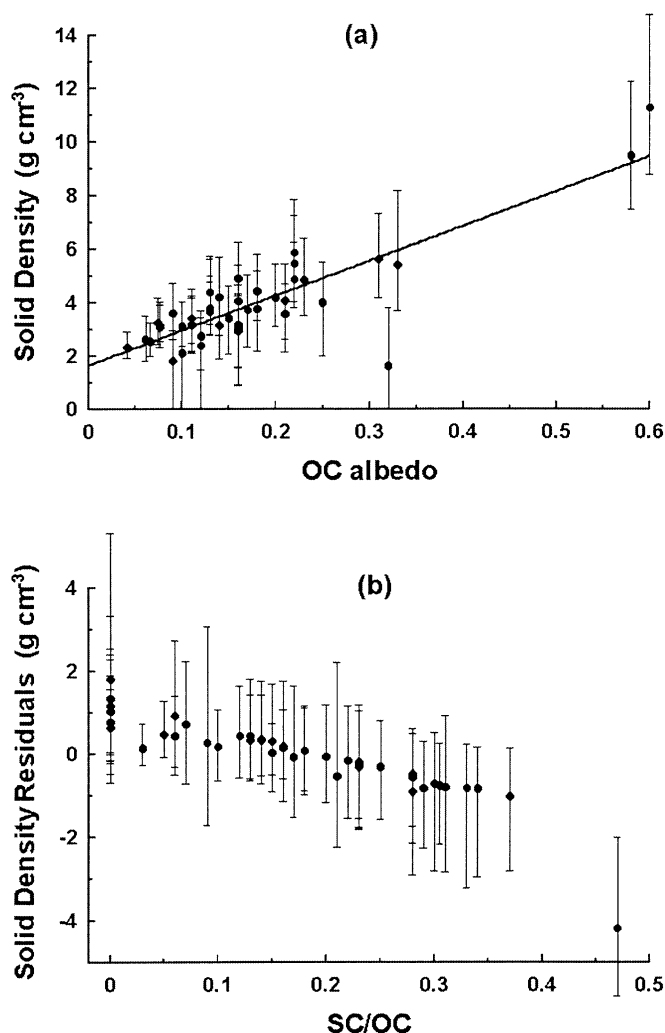 (a)
Solid Density (g cm-3)
14
12
10
8
6
4
2
0
0 0.1 0.2 0.3 0.4 0.5 0.6
OC albedo
(b)
Solid Density Residuals (g cm-3)
4
2
0
-2
-4
0 0.1 0.2 0.3 0.4 0.5
SC/OC